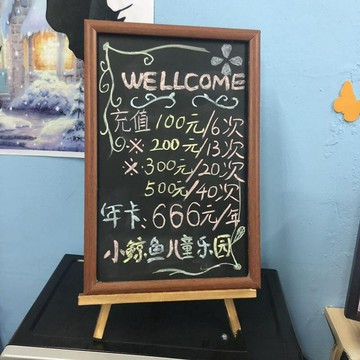 WELLCOME
充值100元/6次
※200元/13次
※300元/20次
500元/40次
年卡:666元/年
小鲸鱼儿童乐园